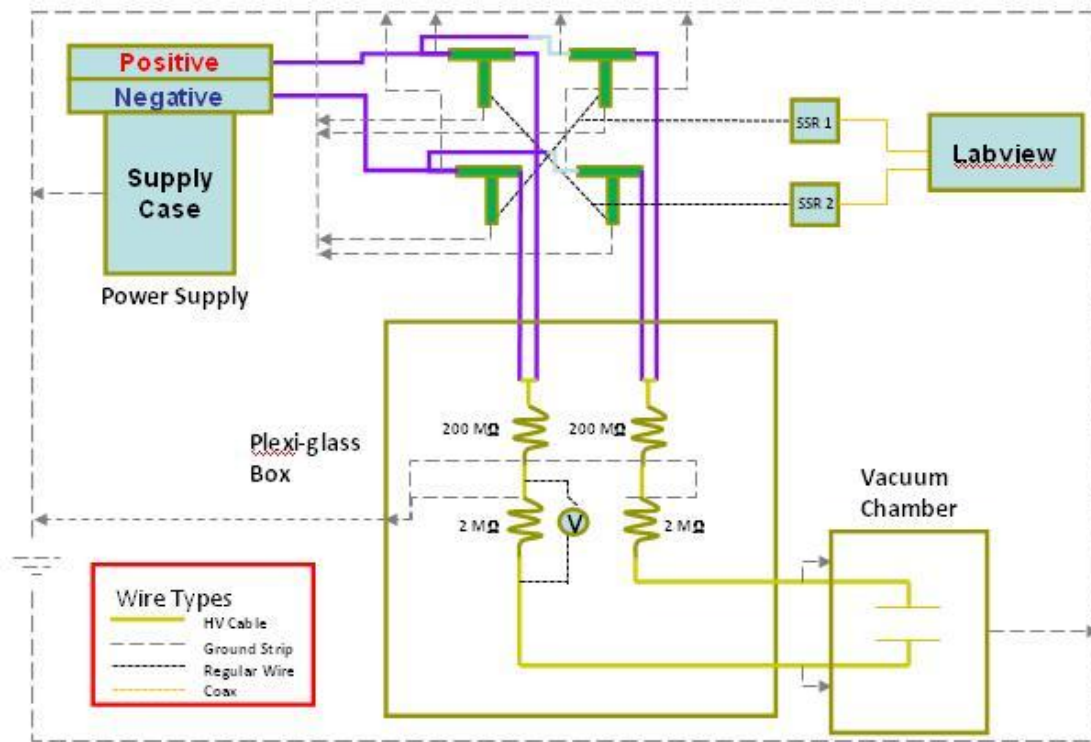 Positive
Negative
Supply
Case
Power Supply
SSR 1
SSR 2
Labview
200 MΩ
200 MΩ
Plexi-glass
Box
2 MΩ
V
2 MΩ
Vacuum
Chamber
Wire Types
HV Cable
Ground Strip
Regular Wire
Coax